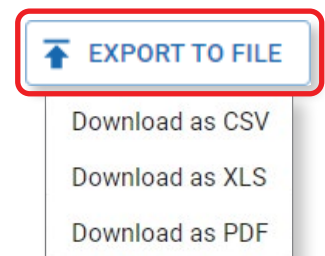 EXPORT TO FILE
Download as CSV
Download as XLS
Download as PDF